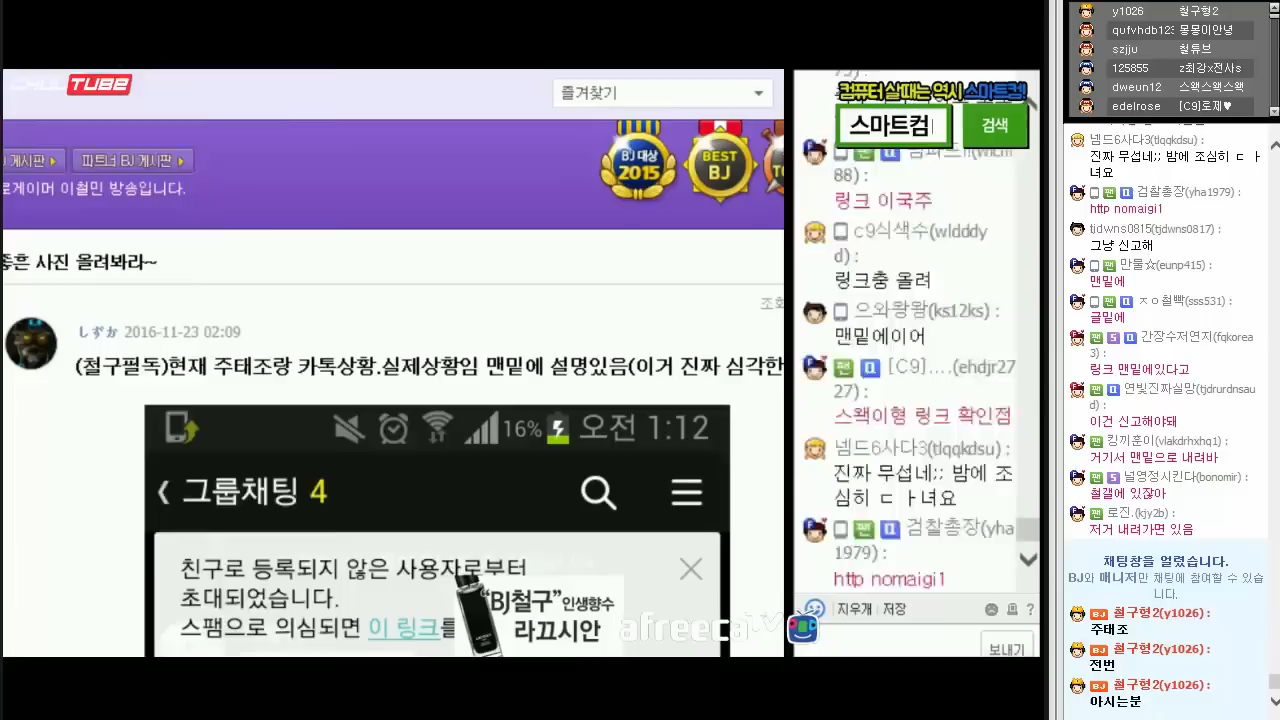 TUBE
즐겨찾기
게시판
파트너 BJ 게시판
로게이머 이철민 방송입니다.
BJ 대상
2015
BEST
BJ
좋흔 사진 올려봐라~
조회
しずか 2016-11-23 02:09
(철구필독)현재 주태조랑 카톡상황.실제상황임 맨밑에 설명있음(이거 진짜 심각한
16% 오전 1:12
그룹채팅 4
친구로 등록되지 않은 사용자로부터
초대되었습니다.
스팸으로 의심되면 이 링크를
“BJ철구”인생향수
라끄시안
afreecaTV
컴퓨터 살때는 역시 스마트컴!
스마트컴
검색
88) :
링크 이국주
c9식색수(wldddy
d) :
링크충 올려
으와황왐(ks12ks) :
맨밑에이어
[C9]....(ehdjr27
27) :
스왝이형 링크 확인점
넴드6사다3(tlqqkdsu) :
진짜 무섭네;; 밤에 조
심히 ㄷㅏ녀요
검찰총장(yha
1979) :
http nomaigi1
지우개 저장
?
보내기
y1026 철구형2
qufvhdb123 몽몽이안녕
szjju 철튜브
125855 z최강x전사s
dweun12 스왝스왝스왝
edelrose [C9]로재♥
넴드6사다3(tlqqkdsu) :
진짜 무섭네;; 밤에 조심히 ㄷㅏ
녀요
검찰총장(yha1979) :
http nomaigi1
tjdwns0815(tjdwns0817) :
그냥 신고해
만물☆(eunp415) :
맨밑에
ㅈㅇ철빡(sss531) :
글밑에
간장수저연지(fqkorea
3) :
링크 맨밑에있다고
연빛진짜실망(tjdrurdnsau
d) :
이건 신고해야돼
킹끼훈이(vlakdrhxhq1) :
거기서 맨밑으로 내려바
널영정시킨다(bonomir) :
철갤에 있잖아
로진.(kjy2b) :
저거 내려가면 있음
채팅창을 얼렸습니다.
BJ와 매니저만 채팅에 참여할 수 있습
니다.
BJ 철구형2(y1026) :
주태조
BJ 철구형2(y1026) :
전번
BJ 철구형2(y1026) :
아시는분